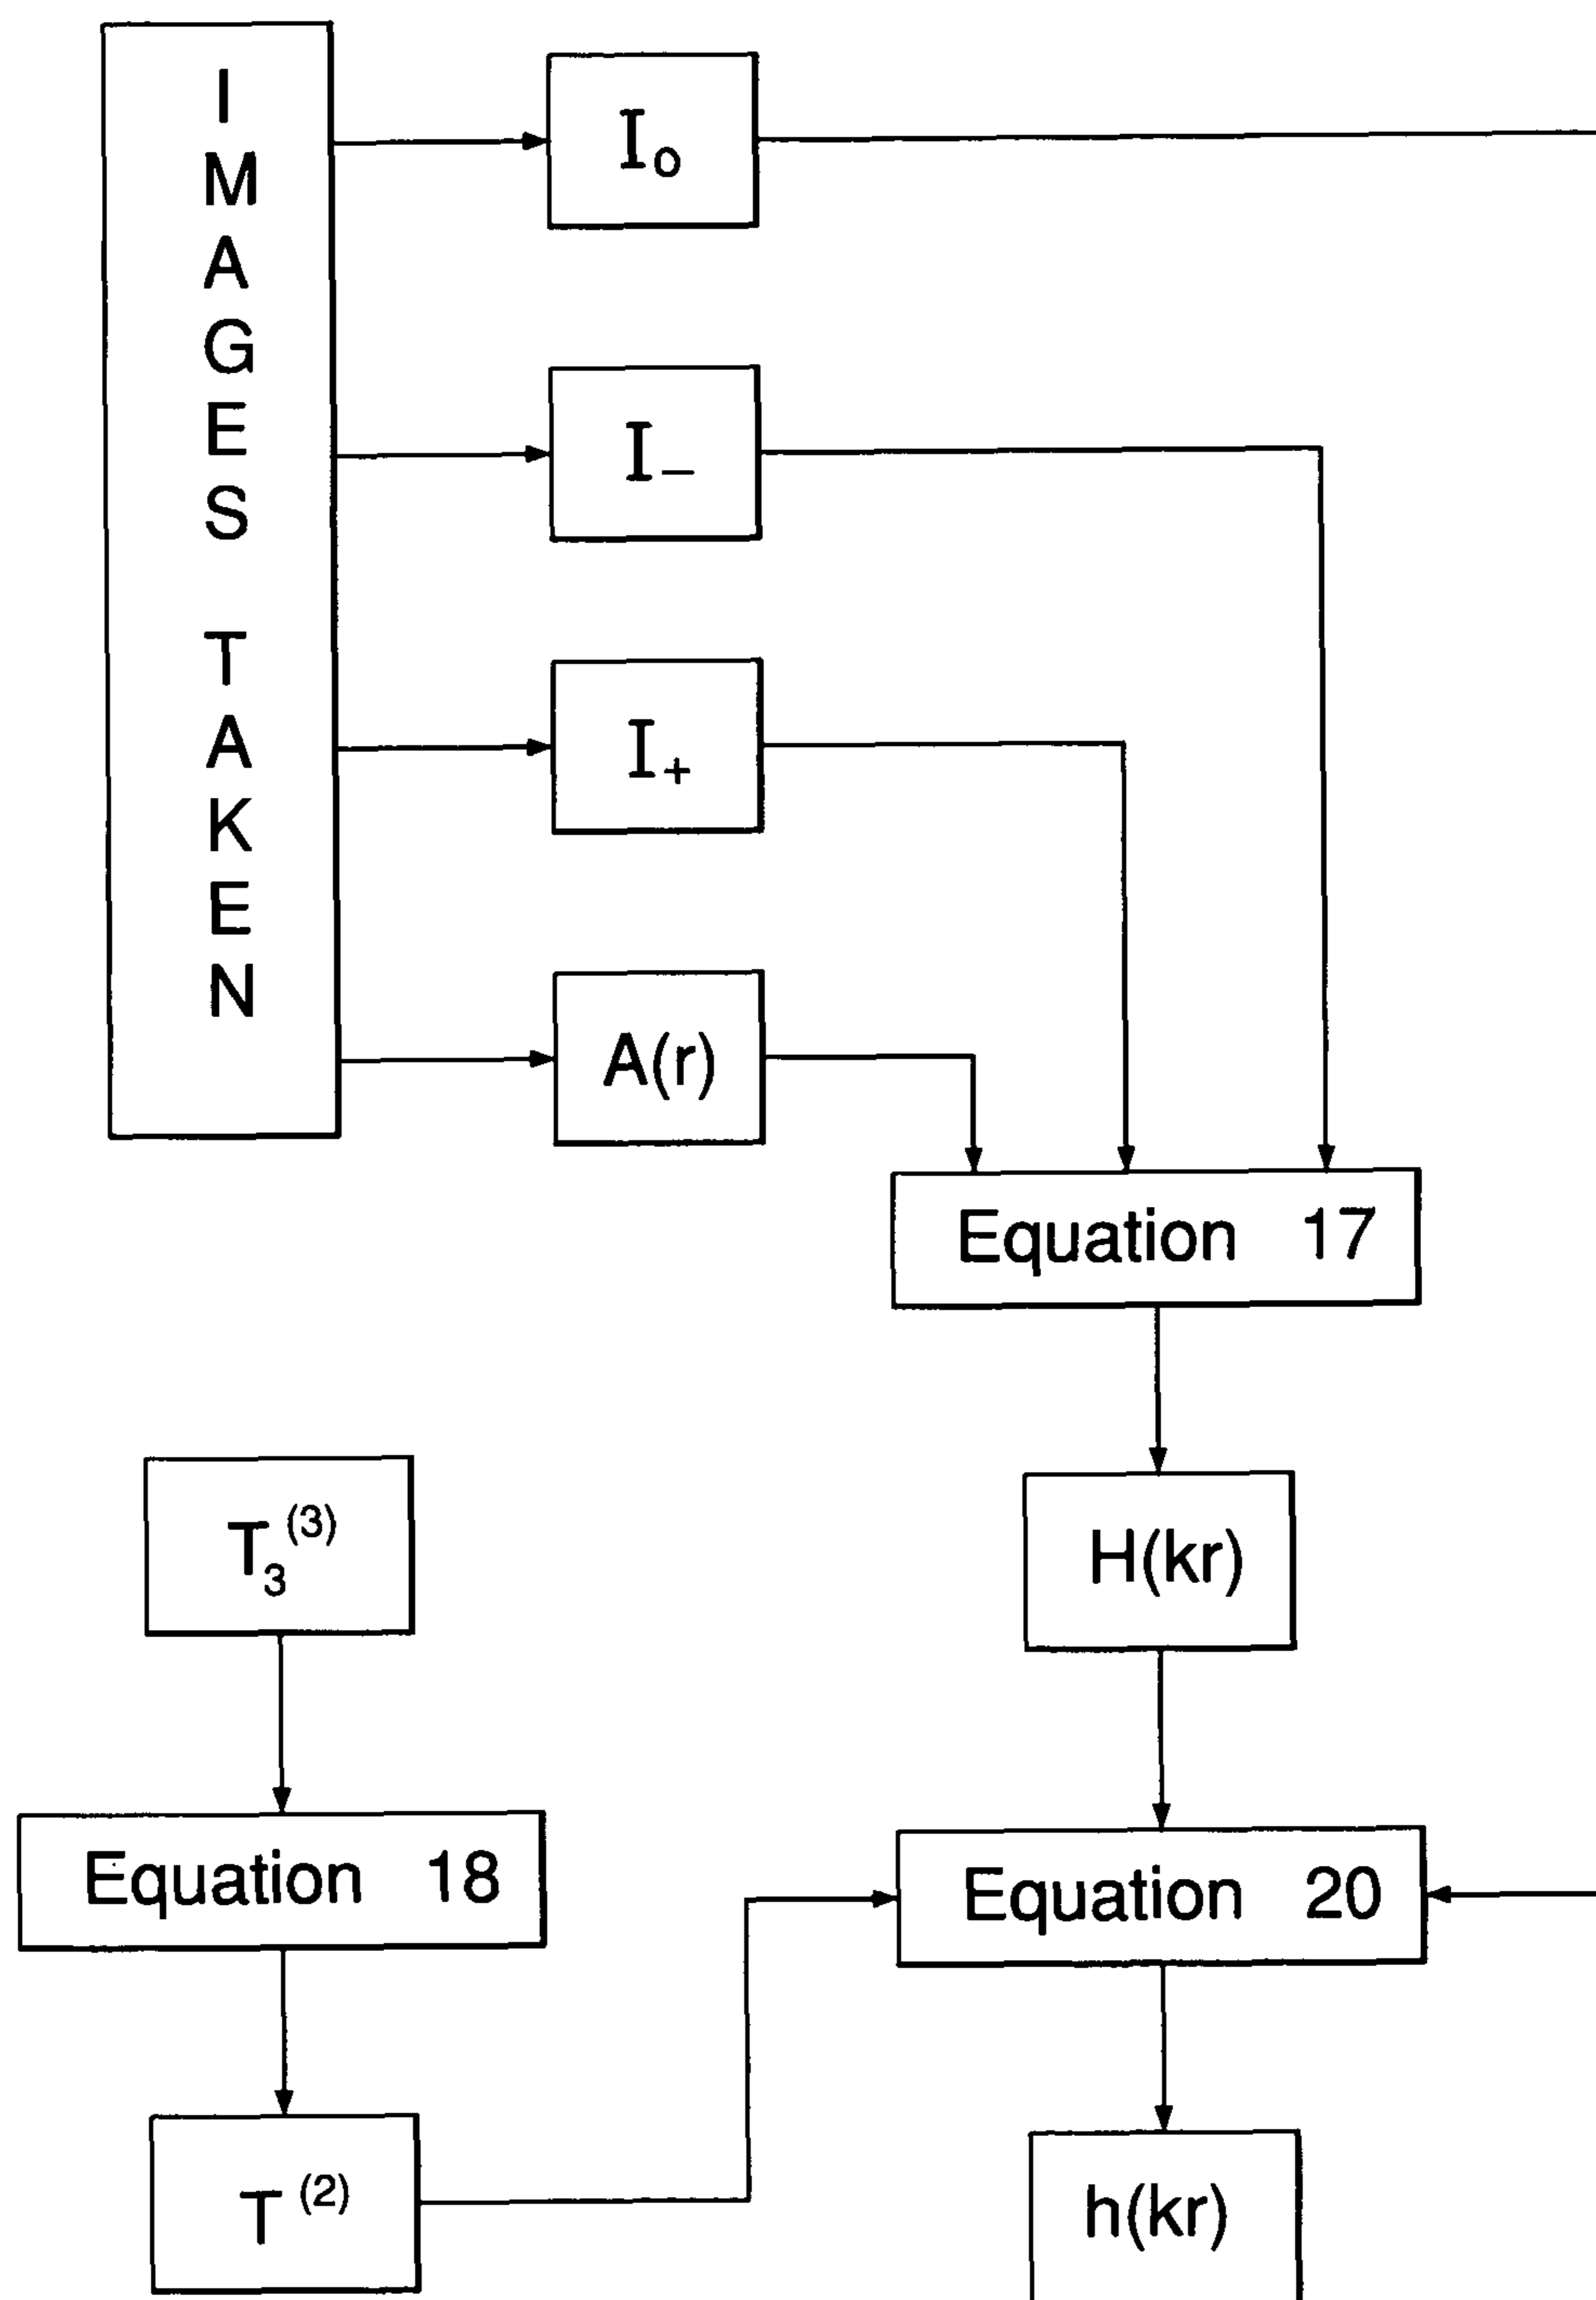 IMAGES TAKEN
I₀
I₋
I₊
A(r)
Equation 17
T₃⁽³⁾
H(kr)
Equation 18
Equation 20
T⁽²⁾
h(kr)